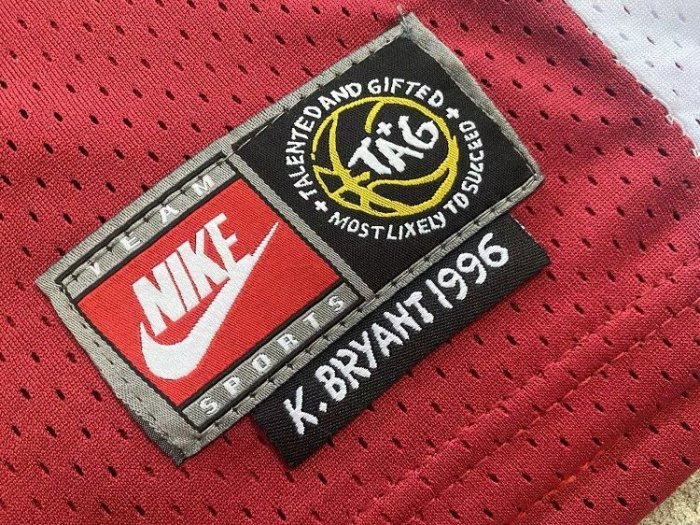 TEAM
NIKE
SPORTS
+ TALENTED AND GIFTED +
TAG
MOST LIKELY TO SUCCEED
K. BRYANT 1996